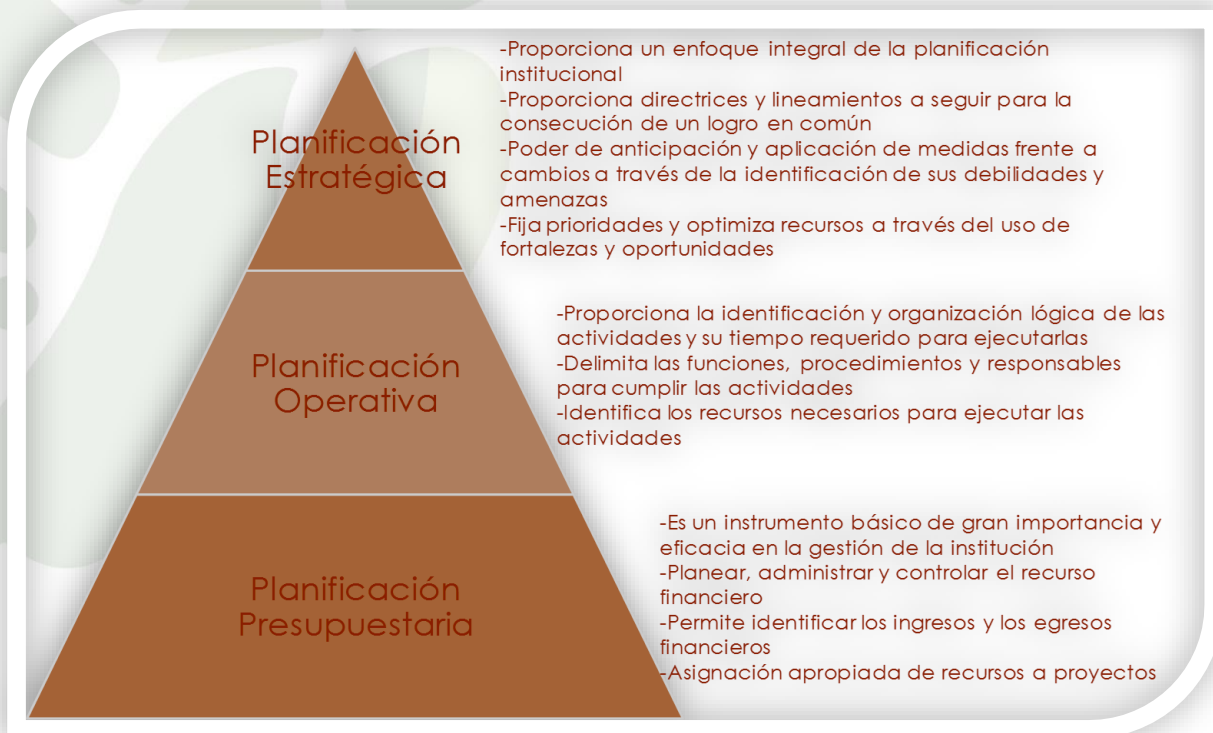 Planificación
Estratégica
-Proporciona un enfoque integral de la planificación
institucional
-Proporciona directrices y lineamientos a seguir para la
consecución de un logro en común
-Poder de anticipación y aplicación de medidas frente a
cambios a través de la identificación de sus debilidades y
amenazas
-Fija prioridades y optimiza recursos a través del uso de
fortalezas y oportunidades
Planificación
Operativa
-Proporciona la identificación y organización lógica de las
actividades y su tiempo requerido para ejecutarlas
-Delimita las funciones, procedimientos y responsables
para cumplir las actividades
-Identifica los recursos necesarios para ejecutar las
actividades
Planificación
Presupuestaria
-Es un instrumento básico de gran importancia y
eficacia en la gestión de la institución
-Planear, administrar y controlar el recurso
financiero
-Permite identificar los ingresos y los egresos
financieros
-Asignación apropiada de recursos a proyectos